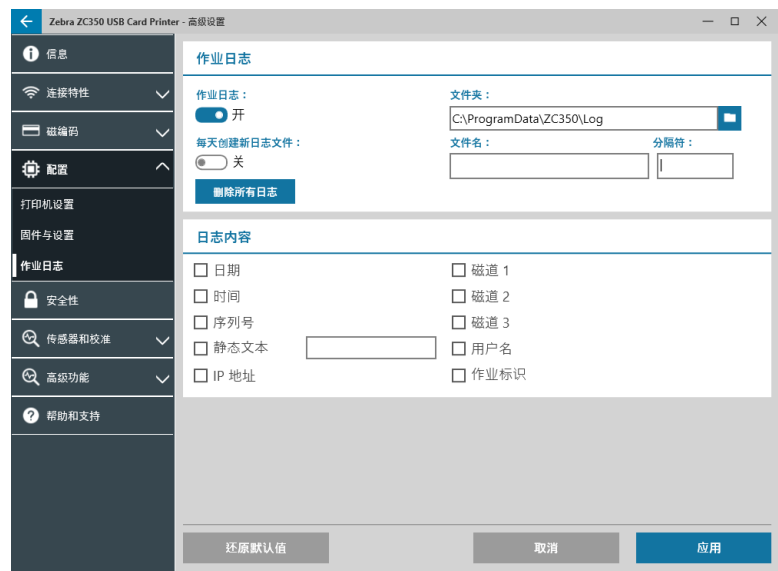 Zebra ZC350 USB Card Printer - 高级设置
信息
连接特性
磁编码
配置
打印机设置
固件与设置
作业日志
安全性
传感器和校准
高级功能
帮助和支持
作业日志
作业日志：
开
每天创建新日志文件：
关
删除所有日志
文件夹：
C:\ProgramData\ZC350\Log
文件名：
分隔符：
日志内容
日期
时间
序列号
静态文本
IP 地址
磁道 1
磁道 2
磁道 3
用户名
作业标识
还原默认值
取消
应用